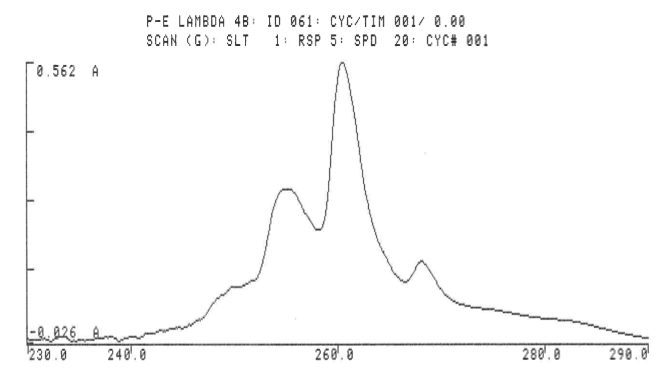 P-E LAMBDA 4B: ID 061: CYC/TIM 001/ 0.00
SCAN (G): SLT 1: RSP 5: SPD 20: CYC# 001
0.562 A
-0.026 A
230.0 240.0 260.0 280.0 290.0